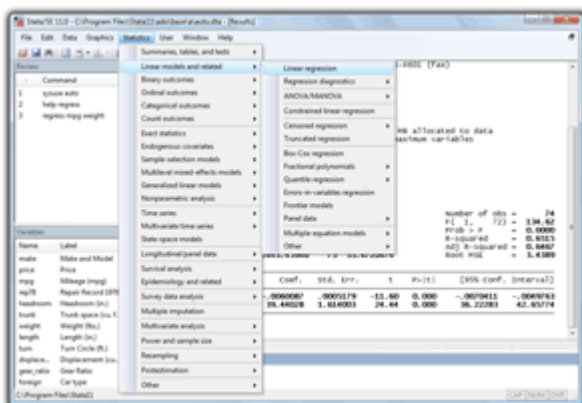 Stata/SE 11.0 - C:\Program Files\Stata11\ado\base\a\auto.dta - [Results]
File Edit Data Graphics Statistics User Window Help
Review
Command
1 sysuse auto
2 help regress
3 regress mpg weight
Variables
Name Label
make Make and Model
price Price
mpg Mileage (mpg)
rep78 Repair Record 1978
headroom Headroom (in.)
trunk Trunk space (cu. f
weight Weight (lbs.)
length Length (in.)
turn Turn Circle (ft.)
displace... Displacement (cu.
gear_ratio Gear Ratio
foreign Car type
Summaries, tables, and tests
Linear models and related
Binary outcomes
Ordinal outcomes
Categorical outcomes
Count outcomes
Exact statistics
Endogenous covariates
Sample selection models
Multilevel mixed-effects models
Generalized linear models
Nonparametric analysis
Time series
Multivariate time series
State-space models
Longitudinal/panel data
Survival analysis
Epidemiology and related
Survey data analysis
Multiple imputation
Multivariate analysis
Power and sample size
Resampling
Postestimation
Other
Linear regression
Regression diagnostics
ANOVA/MANOVA
Constrained linear regression
Censored regression
Truncated regression
Box-Cox regression
Fractional polynomials
Quantile regression
Errors-in-variables regression
Frontier models
Panel data
Multiple equation models
Other
(fax)
MB allocated to data
maximum variables
Number of obs = 74
F( 1, 72) = 134.62
Prob > F = 0.0000
R-squared = 0.6515
Adj R-squared = 0.6467
Root MSE = 3.4389
Coef. Std. Err. t P>|t| [95% Conf. Interval]
-.0060087 .0005179 -11.60 0.000 -.0070411 -.0049763
39.44028 1.614003 24.44 0.000 36.22283 42.65774
C:\Program Files\Stata11
CAP NUM OVR